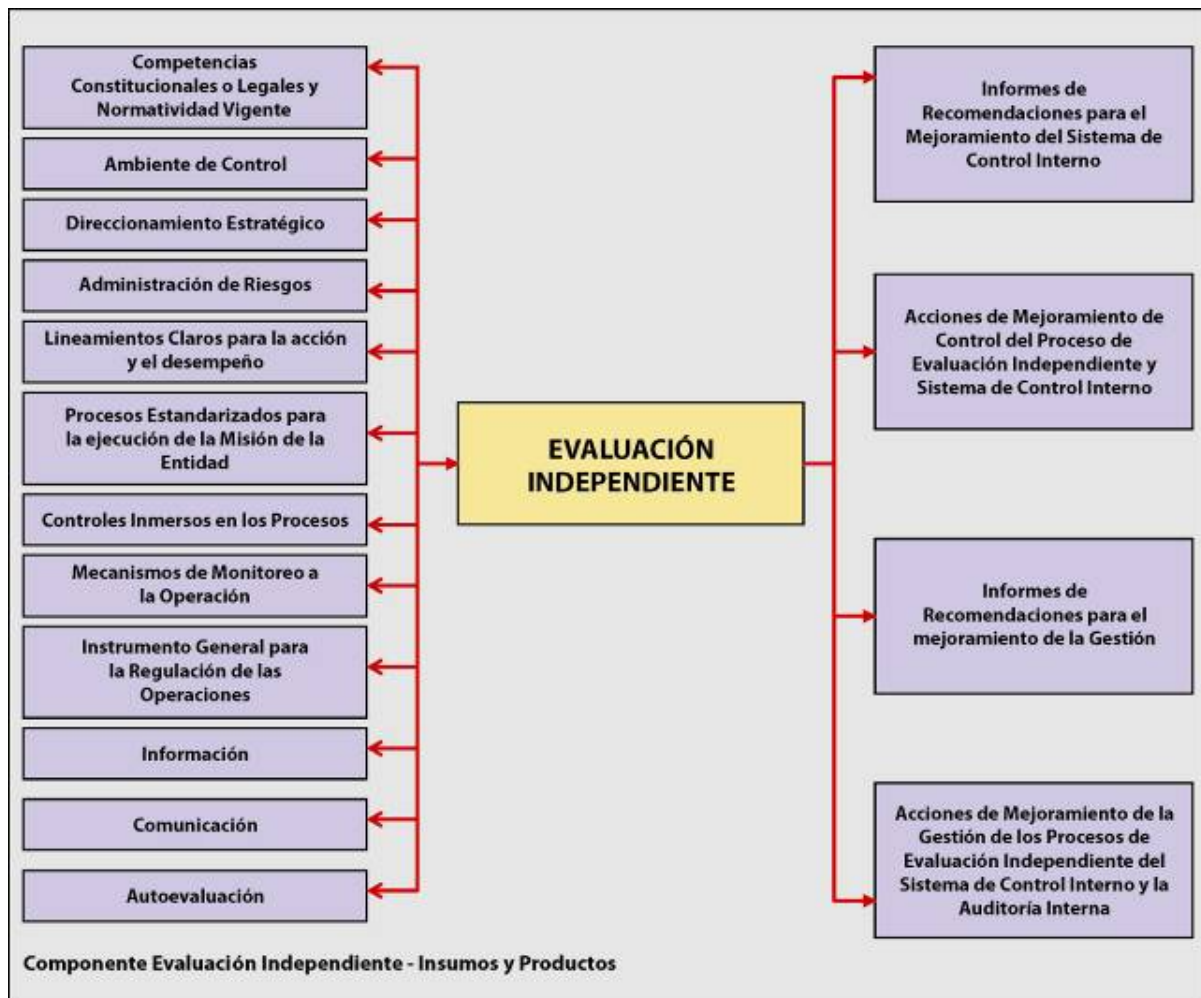 Competencias
Constitucionales o Legales y
Normatividad Vigente
Ambiente de Control
Direccionamiento Estratégico
Administración de Riesgos
Lineamientos Claros para la acción
y el desempeño
Procesos Estandarizados para
la ejecución de la Misión de la
Entidad
Controles Inmersos en los Procesos
Mecanismos de Monitoreo a
la Operación
Instrumento General para
la Regulación de las
Operaciones
Información
Comunicación
Autoevaluación
EVALUACIÓN
INDEPENDIENTE
Informes de
Recomendaciones para el
Mejoramiento del Sistema de
Control Interno
Acciones de Mejoramiento de
Control del Proceso de
Evaluación Independiente y
Sistema de Control Interno
Informes de
Recomendaciones para el
mejoramiento de la Gestión
Acciones de Mejoramiento de la
Gestión de los Procesos de
Evaluación Independiente del
Sistema de Control Interno y la
Auditoría Interna
Componente Evaluación Independiente - Insumos y Productos